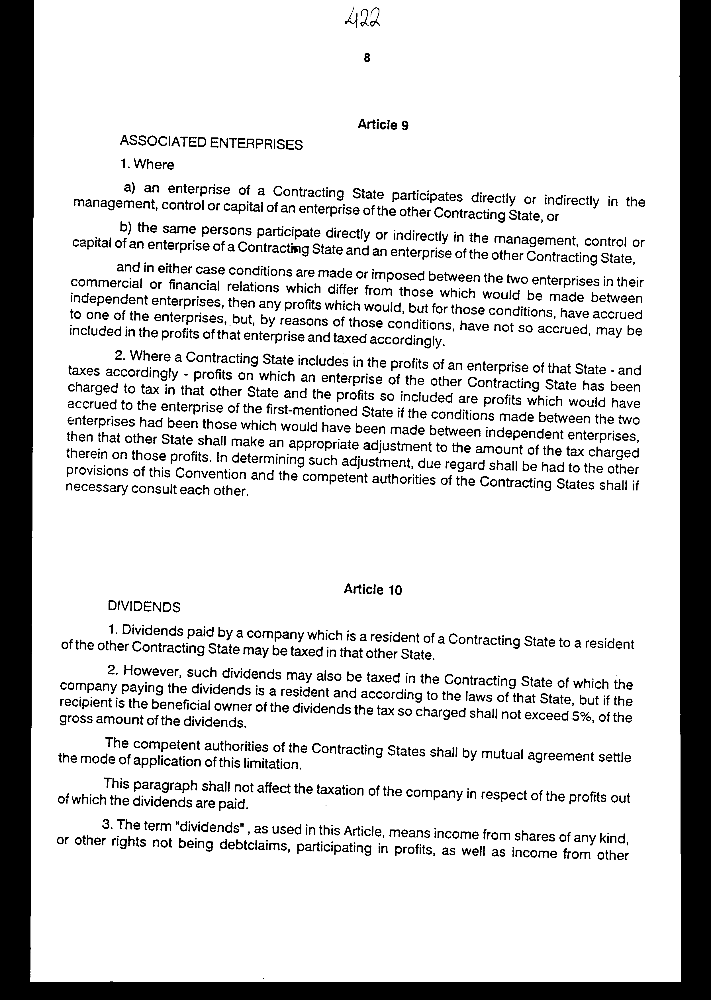 422
8
Article 9
ASSOCIATED ENTERPRISES
1. Where
a) an enterprise of a Contracting State participates directly or indirectly in the
management, control or capital of an enterprise of the other Contracting State, or
b) the same persons participate directly or indirectly in the management, control or
capital of an enterprise of a Contracting State and an enterprise of the other Contracting State,
and in either case conditions are made or imposed between the two enterprises in their
commercial or financial relations which differ from those which would be made between
independent enterprises, then any profits which would, but for those conditions, have accrued
to one of the enterprises, but, by reasons of those conditions, have not so accrued, may be
included in the profits of that enterprise and taxed accordingly.
2. Where a Contracting State includes in the profits of an enterprise of that State - and
taxes accordingly - profits on which an enterprise of the other Contracting State has been
charged to tax in that other State and the profits so included are profits which would have
accrued to the enterprise of the first-mentioned State if the conditions made between the two
enterprises had been those which would have been made between independent enterprises,
then that other State shall make an appropriate adjustment to the amount of the tax charged
therein on those profits. In determining such adjustment, due regard shall be had to the other
provisions of this Convention and the competent authorities of the Contracting States shall if
necessary consult each other.
Article 10
DIVIDENDS
1. Dividends paid by a company which is a resident of a Contracting State to a resident
of the other Contracting State may be taxed in that other State.
2. However, such dividends may also be taxed in the Contracting State of which the
company paying the dividends is a resident and according to the laws of that State, but if the
recipient is the beneficial owner of the dividends the tax so charged shall not exceed 5%, of the
gross amount of the dividends.
The competent authorities of the Contracting States shall by mutual agreement settle
the mode of application of this limitation.
This paragraph shall not affect the taxation of the company in respect of the profits out
of which the dividends are paid.
3. The term "dividends" , as used in this Article, means income from shares of any kind,
or other rights not being debtclaims, participating in profits, as well as income from other